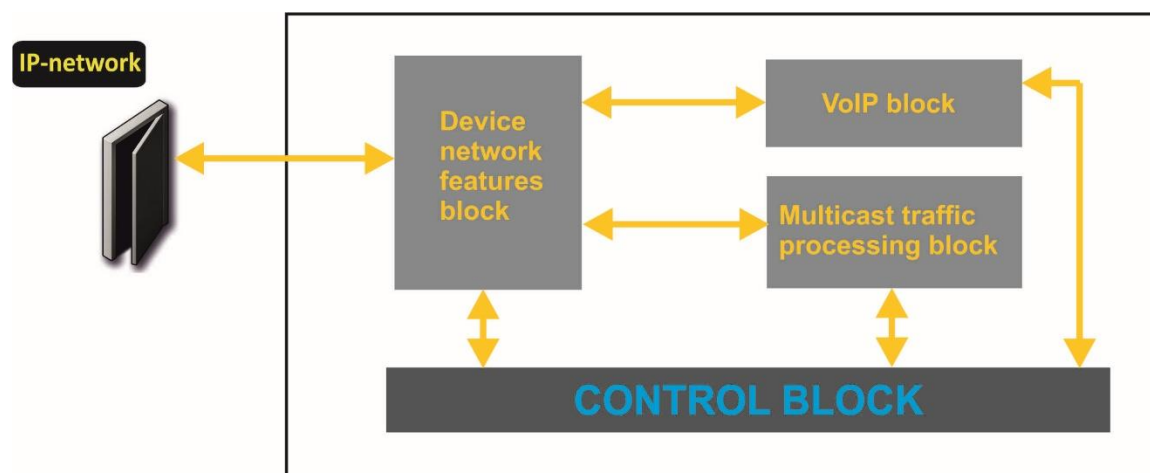 IP-network
Device
network
features
block
VoIP block
Multicast traffic
processing block
CONTROL BLOCK